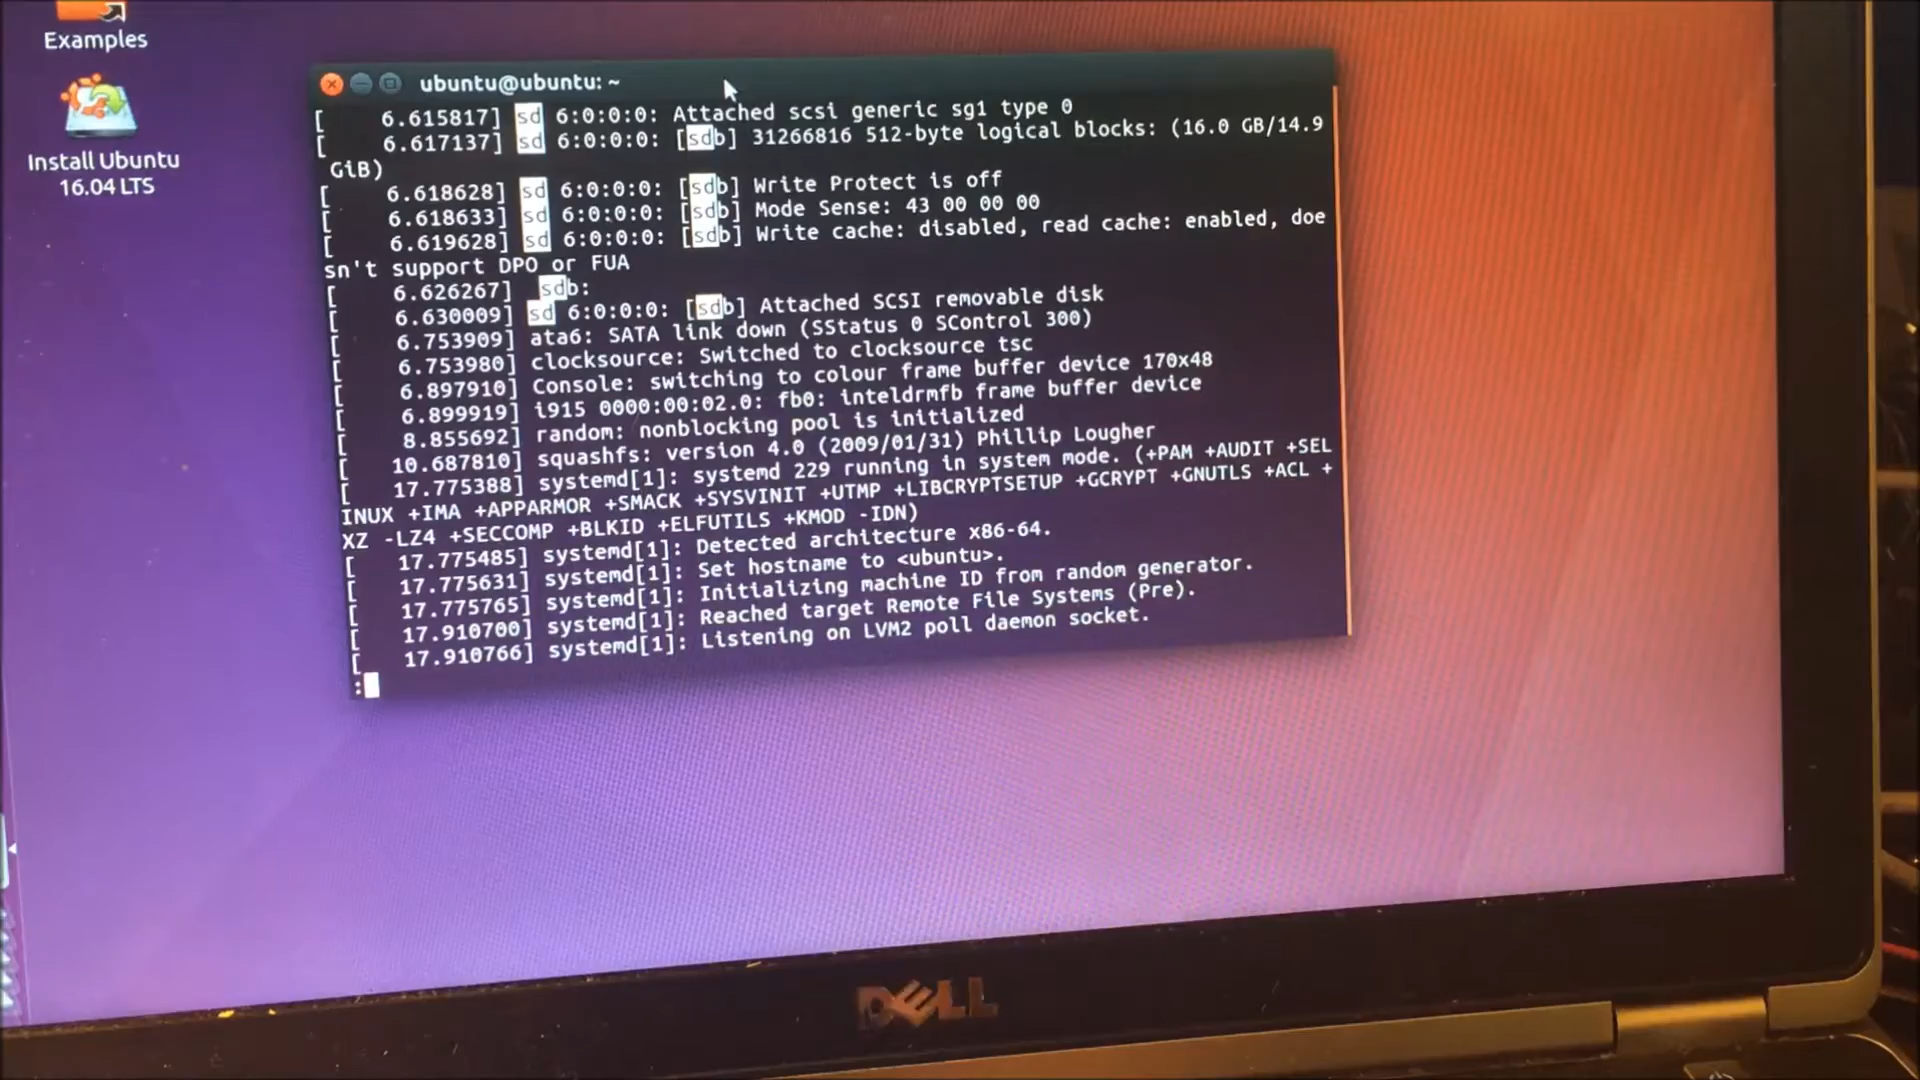 Examples
Install Ubuntu
16.04 LTS
ubuntu@ubuntu: ~
[    6.615817] sd 6:0:0:0: Attached scsi generic sg1 type 0
[    6.617137] sd 6:0:0:0: [sdb] 31266816 512-byte logical blocks: (16.0 GB/14.9
GiB)
[    6.618628] sd 6:0:0:0: [sdb] Write Protect is off
[    6.618633] sd 6:0:0:0: [sdb] Mode Sense: 43 00 00 00
[    6.619628] sd 6:0:0:0: [sdb] Write cache: disabled, read cache: enabled, doe
sn't support DPO or FUA
[    6.626267]  sdb:
[    6.630009] sd 6:0:0:0: [sdb] Attached SCSI removable disk
[    6.753909] ata6: SATA link down (SStatus 0 SControl 300)
[    6.753980] clocksource: Switched to clocksource tsc
[    6.897910] Console: switching to colour frame buffer device 170x48
[    6.899919] i915 0000:00:02.0: fb0: inteldrmfb frame buffer device
[    8.855692] random: nonblocking pool is initialized
[   10.687810] squashfs: version 4.0 (2009/01/31) Phillip Lougher
[   17.775388] systemd[1]: systemd 229 running in system mode. (+PAM +AUDIT +SEL
INUX +IMA +APPARMOR +SMACK +SYSVINIT +UTMP +LIBCRYPTSETUP +GCRYPT +GNUTLS +ACL +
XZ -LZ4 +SECCOMP +BLKID +ELFUTILS +KMOD -IDN)
[   17.775485] systemd[1]: Detected architecture x86-64.
[   17.775631] systemd[1]: Set hostname to <ubuntu>.
[   17.775765] systemd[1]: Initializing machine ID from random generator.
[   17.910700] systemd[1]: Reached target Remote File Systems (Pre).
[   17.910766] systemd[1]: Listening on LVM2 poll daemon socket.
:
DELL